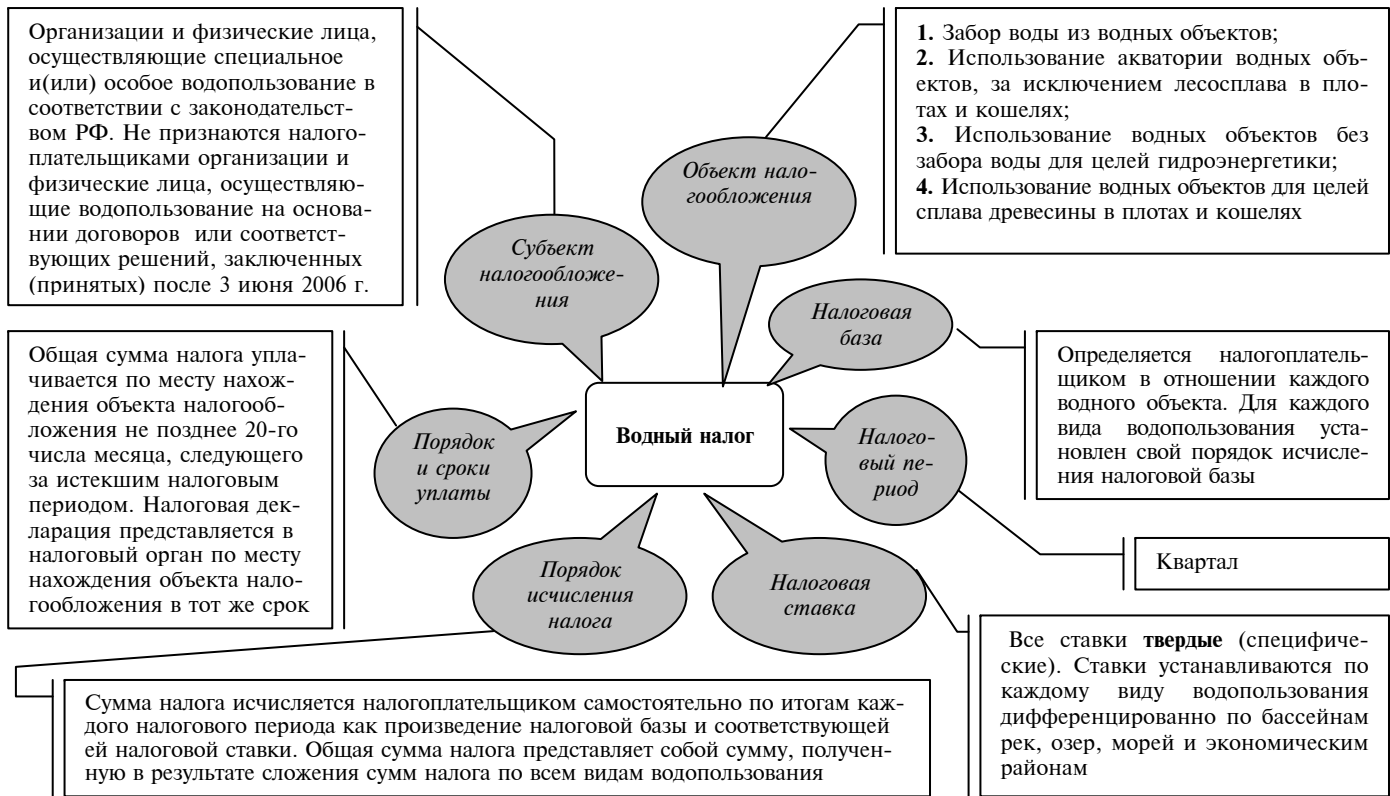 Организации и физические лица,
осуществляющие специальное
и(или) особое водопользование в
соответствии с законодательст-
вом РФ. Не признаются налого-
плательщиками организации и
физические лица, осуществляю-
щие водопользование на основа-
нии договоров или соответст-
вующих решений, заключенных
(принятых) после 3 июня 2006 г.
1. Забор воды из водных объектов;
2. Использование акватории водных объ-
ектов, за исключением лесосплава в пло-
тах и кошелях;
3. Использование водных объектов без
забора воды для целей гидроэнергетики;
4. Использование водных объектов для целей
сплава древесины в плотах и кошелях
Объект нало-
гообложения
Субъект
налогообложе-
ния
Налоговая
база
Общая сумма налога упла-
чивается по месту нахож-
дения объекта налогооб-
ложения не позднее 20-го
числа месяца, следующего
за истекшим налоговым
периодом. Налоговая дек-
ларация представляется в
налоговый орган по месту
нахождения объекта нало-
гообложения в тот же срок
Определяется налогоплатель-
щиком в отношении каждого
водного объекта. Для каждого
вида водопользования уста-
новлен свой порядок исчисле-
ния налоговой базы
Порядок
и сроки
уплаты
Водный налог
Налого-
вый пе-
риод
Квартал
Порядок
исчисления
налога
Налоговая
ставка
Все ставки твердые (специфиче-
ские). Ставки устанавливаются по
каждому виду водопользования
дифференцированно по бассейнам
рек, озер, морей и экономическим
районам
Сумма налога исчисляется налогоплательщиком самостоятельно по итогам каж-
дого налогового периода как произведение налоговой базы и соответствующей
ей налоговой ставки. Общая сумма налога представляет собой сумму, получен-
ную в результате сложения сумм налога по всем видам водопользования